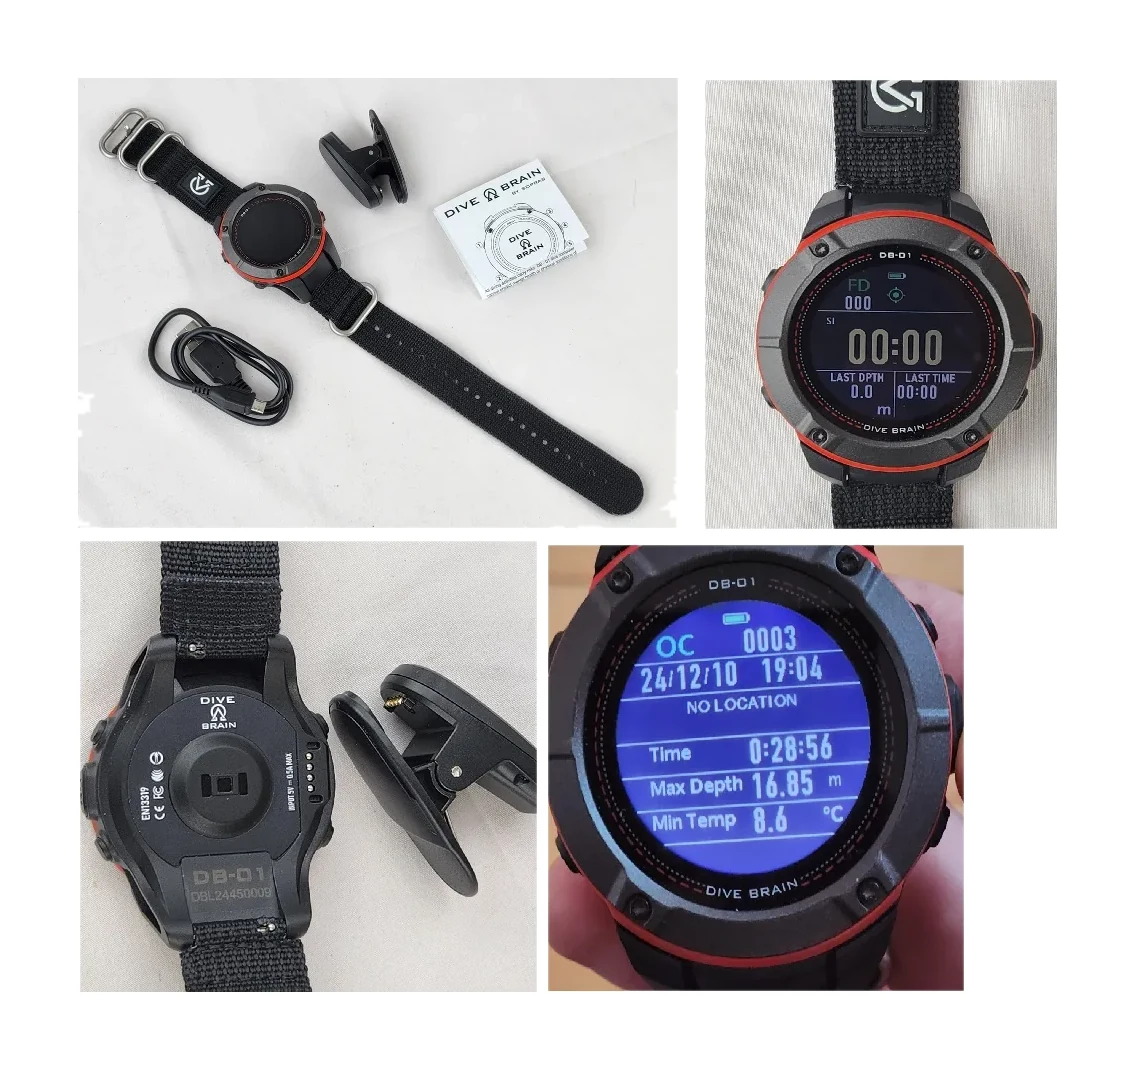 DIVE BRAIN
BY SOPRAS
DIVE
BRAIN
DB-01
FD
000
SI
00:00
LAST DPTH
LAST TIME
0.0
00:00
m
DIVE BRAIN
DIVE
BRAIN
EN13319
CE FC
INPUT 5V 0.5A MAX
DB-01
DBL24450009
DB-01
OC 0003
24/12/10 19:04
NO LOCATION
Time 0:28:56
Max Depth 16.85 m
Min Temp 8.6 °C
DIVE BRAIN